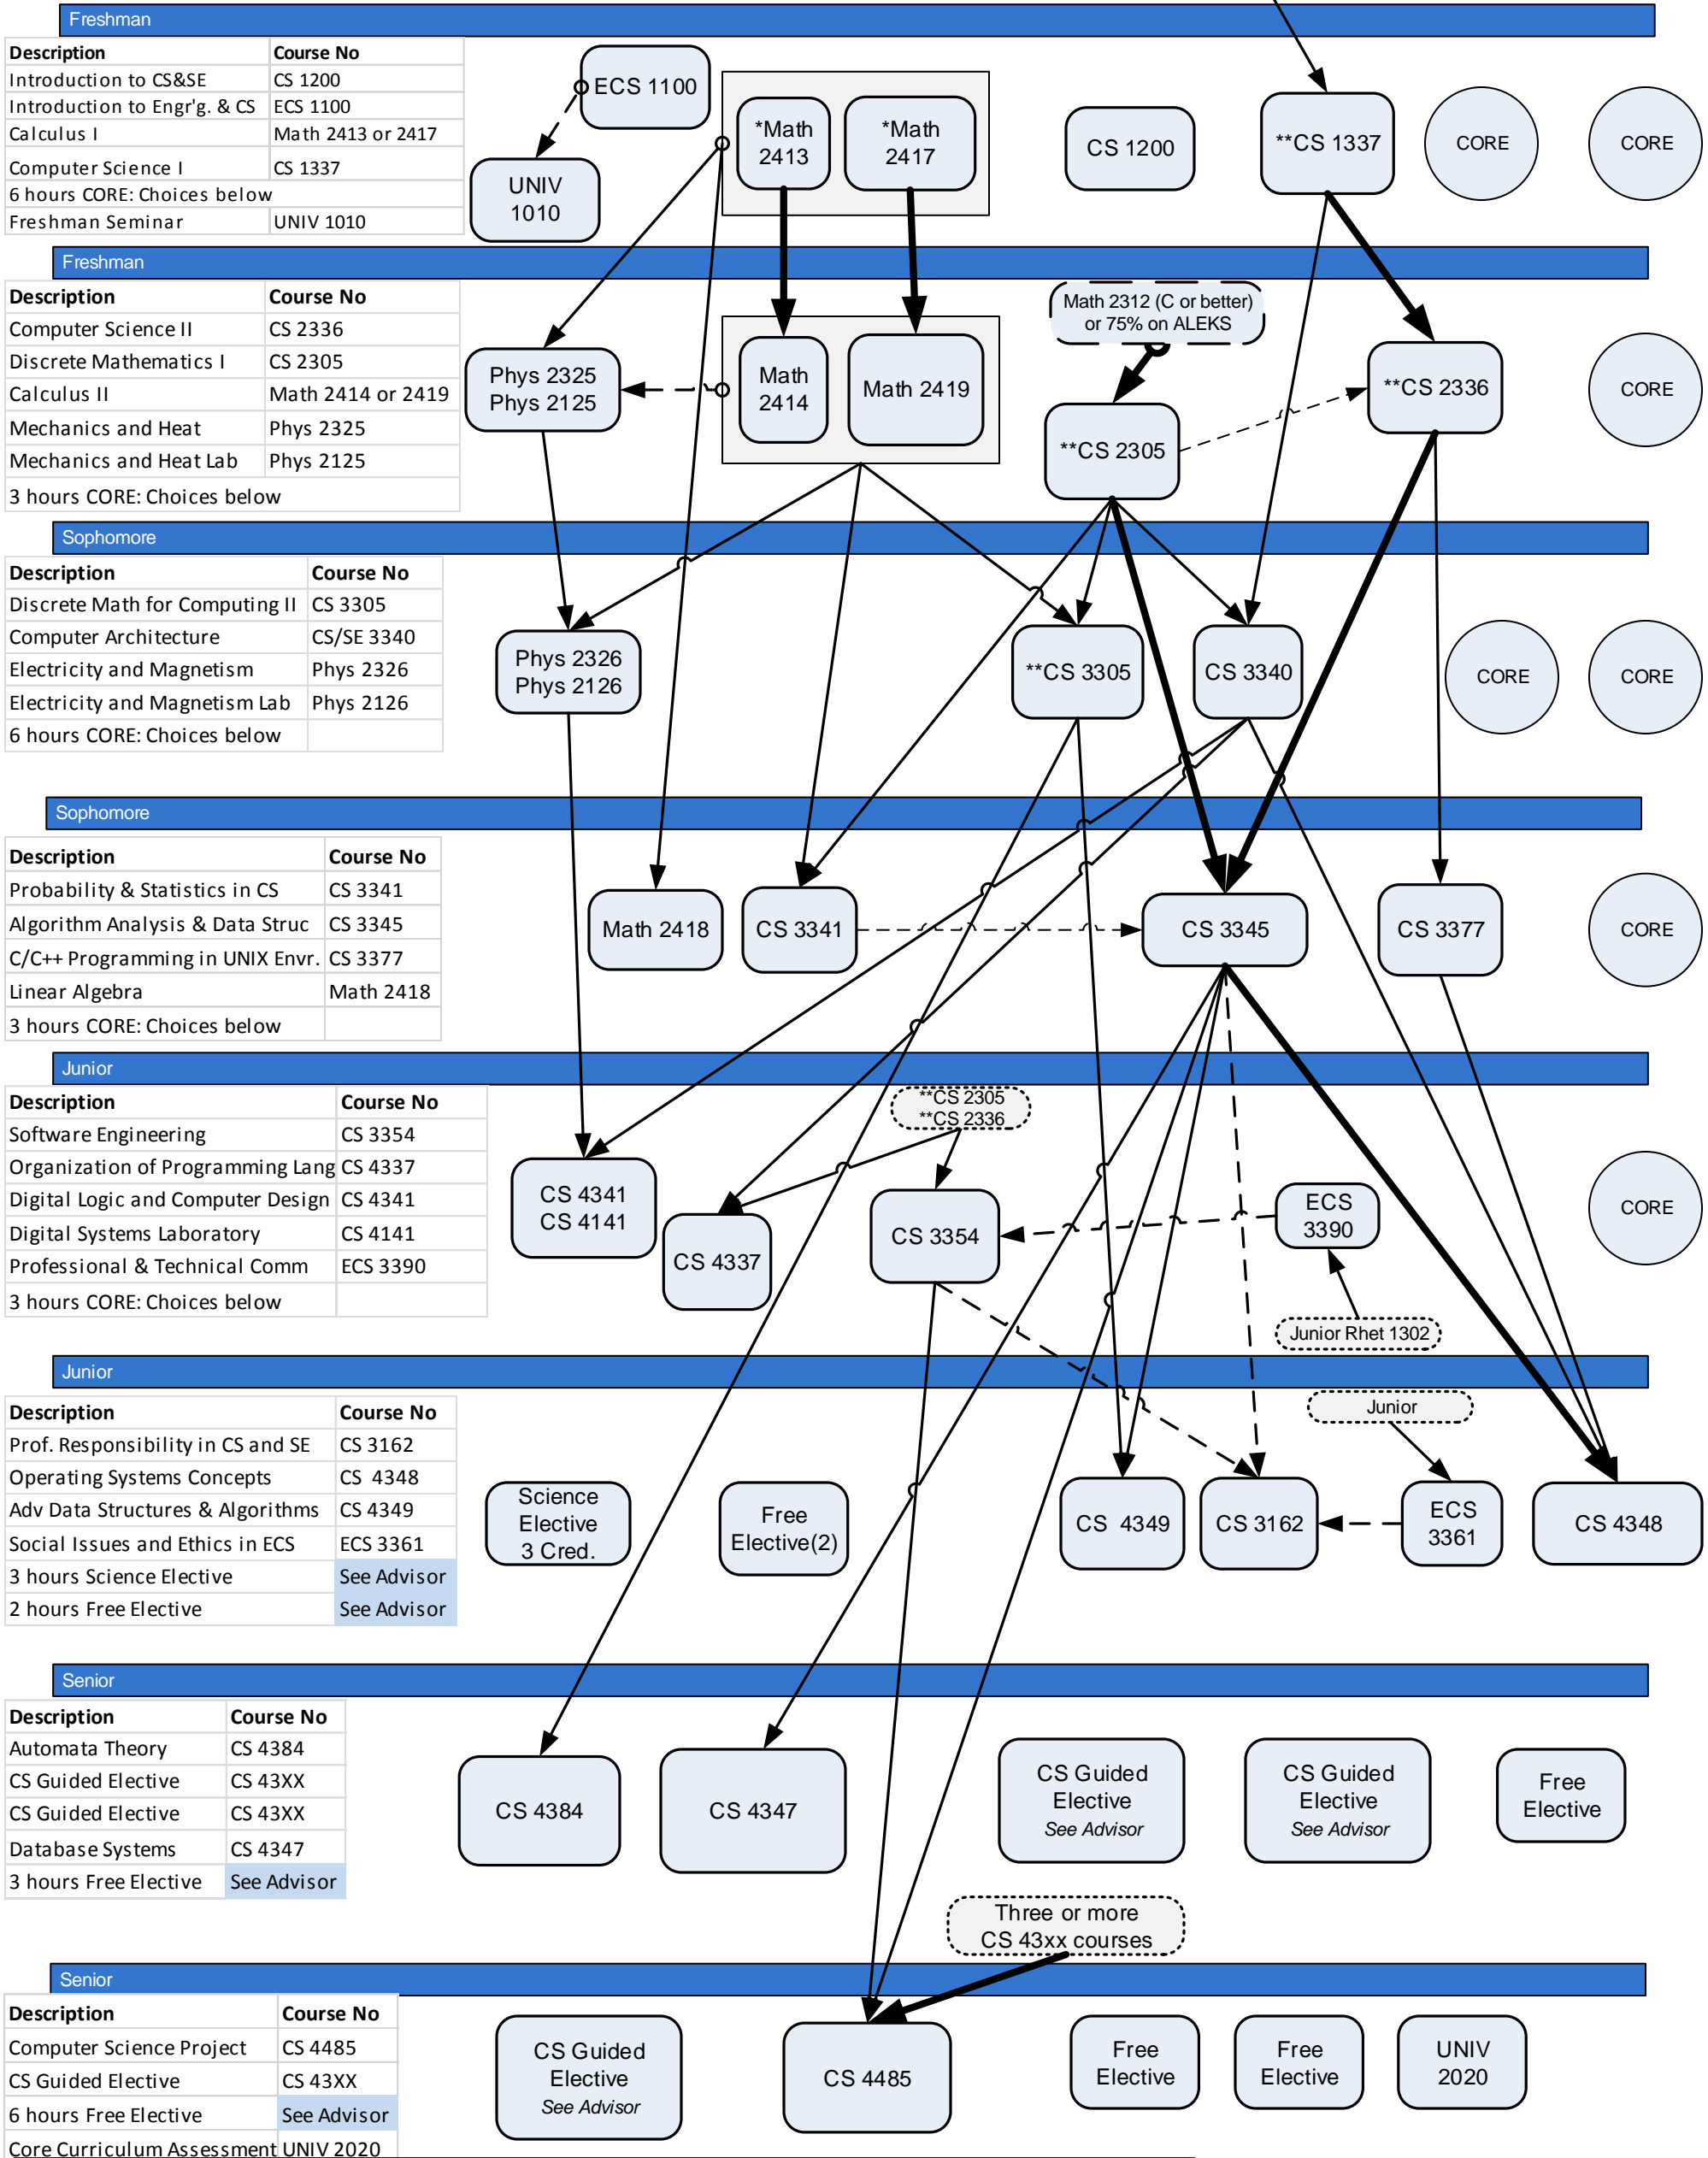 Freshman
Description Course No
Introduction to CS&SE CS 1200
Introduction to Engr'g. & CS ECS 1100
Calculus I Math 2413 or 2417
Computer Science I CS 1337
6 hours CORE: Choices below
Freshman Seminar UNIV 1010
ECS 1100
UNIV
1010
*Math
2413
*Math
2417
CS 1200
**CS 1337
CORE
CORE
Freshman
Description Course No
Computer Science II CS 2336
Discrete Mathematics I CS 2305
Calculus II Math 2414 or 2419
Mechanics and Heat Phys 2325
Mechanics and Heat Lab Phys 2125
3 hours CORE: Choices below
Phys 2325
Phys 2125
Math
2414
Math 2419
Math 2312 (C or better)
or 75% on ALEKS
**CS 2305
**CS 2336
CORE
Sophomore
Description Course No
Discrete Math for Computing II CS 3305
Computer Architecture CS/SE 3340
Electricity and Magnetism Phys 2326
Electricity and Magnetism Lab Phys 2126
6 hours CORE: Choices below
Phys 2326
Phys 2126
**CS 3305
CS 3340
CORE
CORE
Sophomore
Description Course No
Probability & Statistics in CS CS 3341
Algorithm Analysis & Data Struc CS 3345
C/C++ Programming in UNIX Envr. CS 3377
Linear Algebra Math 2418
3 hours CORE: Choices below
Math 2418
CS 3341
CS 3345
CS 3377
CORE
Junior
Description Course No
Software Engineering CS 3354
Organization of Programming Lang CS 4337
Digital Logic and Computer Design CS 4341
Digital Systems Laboratory CS 4141
Professional & Technical Comm ECS 3390
3 hours CORE: Choices below
CS 4341
CS 4141
CS 4337
**CS 2305
**CS 2336
CS 3354
ECS
3390
Junior Rhet 1302
CORE
Junior
Description Course No
Prof. Responsibility in CS and SE CS 3162
Operating Systems Concepts CS 4348
Adv Data Structures & Algorithms CS 4349
Social Issues and Ethics in ECS ECS 3361
3 hours Science Elective See Advisor
2 hours Free Elective See Advisor
Science
Elective
3 Cred.
Free
Elective(2)
CS 4349
CS 3162
Junior
ECS
3361
CS 4348
Senior
Description Course No
Automata Theory CS 4384
CS Guided Elective CS 43XX
CS Guided Elective CS 43XX
Database Systems CS 4347
3 hours Free Elective See Advisor
CS 4384
CS 4347
CS Guided
Elective
See Advisor
CS Guided
Elective
See Advisor
Free
Elective
Three or more
CS 43xx courses
Senior
Description Course No
Computer Science Project CS 4485
CS Guided Elective CS 43XX
6 hours Free Elective See Advisor
Core Curriculum Assessment UNIV 2020
CS Guided
Elective
See Advisor
CS 4485
Free
Elective
Free
Elective
UNIV
2020